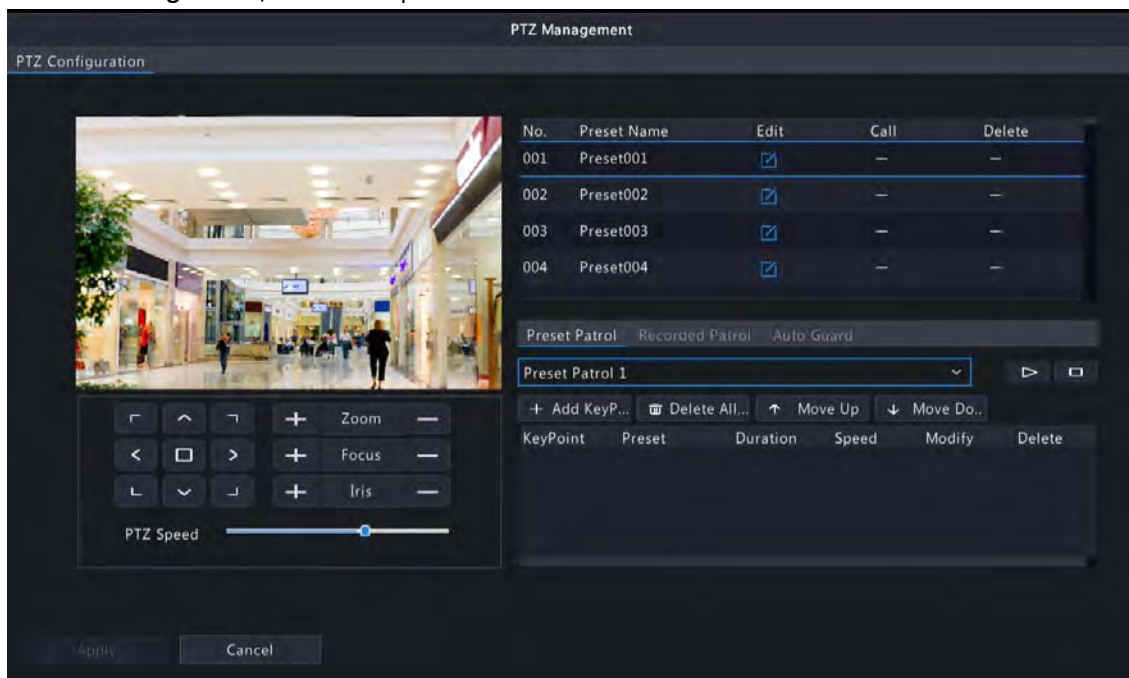 PTZ Management
PTZ Configuration
No. Preset Name Edit Call Delete
001 Preset001
002 Preset002
003 Preset003
004 Preset004
Preset Patrol Recorded Patrol Auto Guard
Preset Patrol 1
+ Add KeyP... Delete All... ↑ Move Up ↓ Move Do..
KeyPoint Preset Duration Speed Modify Delete
+ Zoom —
+ Focus —
+ Iris —
PTZ Speed
Apply Cancel